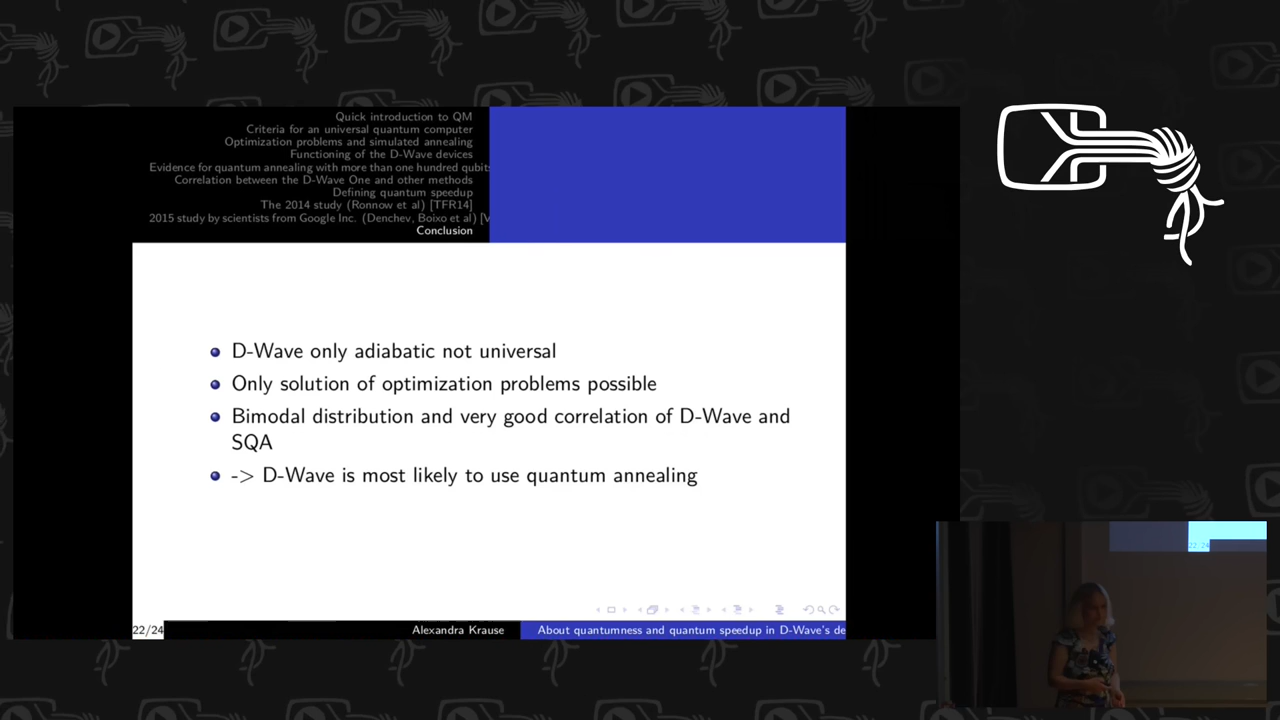 Quick introduction to QM
Criteria for an universal quantum computer
Optimization problems and simulated annealing
Functioning of the D-Wave devices
Evidence for quantum annealing with more than one hundred qubits
Correlation between the D-Wave One and other methods
Defining quantum speedup
The 2014 study (Ronnow et al) [TFR14]
2015 study by scientists from Google Inc. (Denchev, Boixo et al) [V
Conclusion
D-Wave only adiabatic not universal
Only solution of optimization problems possible
Bimodal distribution and very good correlation of D-Wave and
SQA
-> D-Wave is most likely to use quantum annealing
22/24
Alexandra Krause
About quantumness and quantum speedup in D-Wave's de
22/24